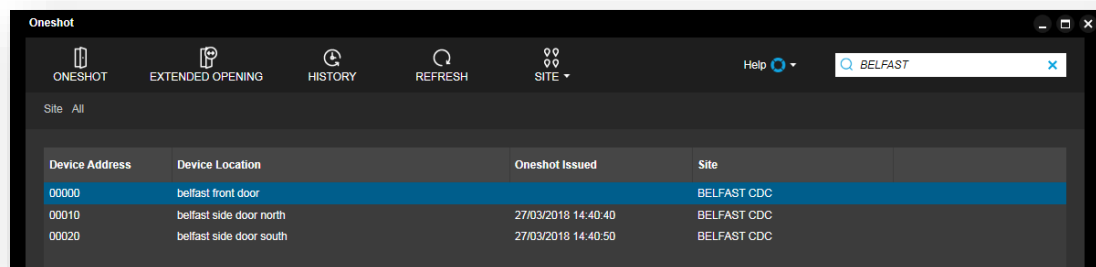 Oneshot
ONESHOT EXTENDED OPENING HISTORY REFRESH SITE Help BELFAST
Site All
Device Address Device Location Oneshot Issued Site
00000 belfast front door BELFAST CDC
00010 belfast side door north 27/03/2018 14:40:40 BELFAST CDC
00020 belfast side door south 27/03/2018 14:40:50 BELFAST CDC